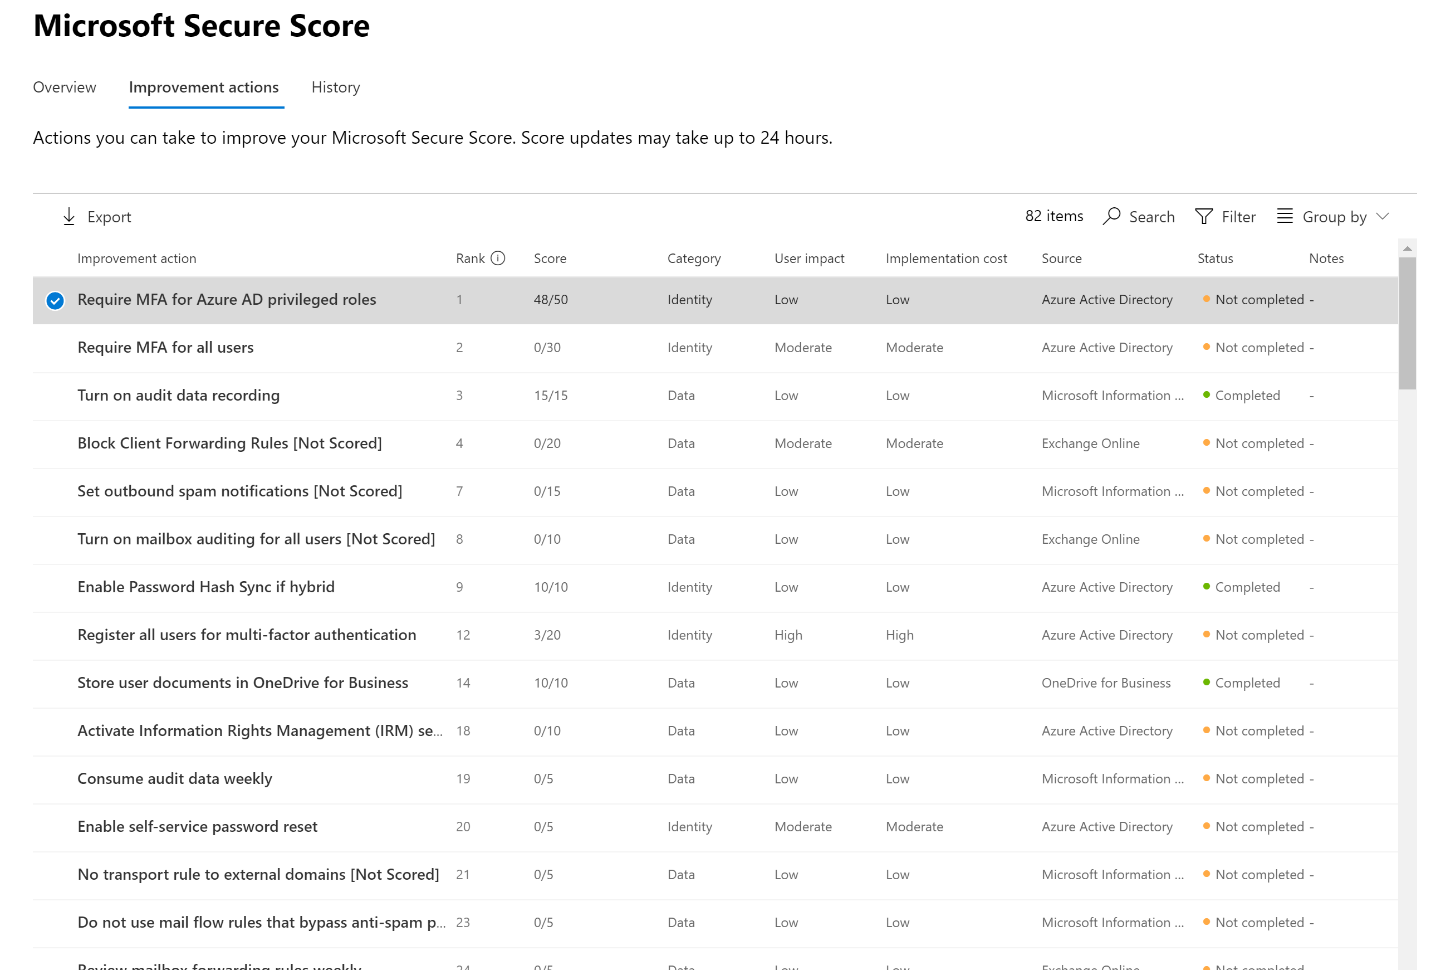 Microsoft Secure Score
Overview Improvement actions History
Actions you can take to improve your Microsoft Secure Score. Score updates may take up to 24 hours.
Export 82 items Search Filter Group by
Improvement action Rank Score Category User impact Implementation cost Source Status Notes
Require MFA for Azure AD privileged roles 1 48/50 Identity Low Low Azure Active Directory Not completed -
Require MFA for all users 2 0/30 Identity Moderate Moderate Azure Active Directory Not completed -
Turn on audit data recording 3 15/15 Data Low Low Microsoft Information ... Completed -
Block Client Forwarding Rules [Not Scored] 4 0/20 Data Moderate Moderate Exchange Online Not completed -
Set outbound spam notifications [Not Scored] 7 0/15 Data Low Low Microsoft Information ... Not completed -
Turn on mailbox auditing for all users [Not Scored] 8 0/10 Data Low Low Exchange Online Not completed -
Enable Password Hash Sync if hybrid 9 10/10 Identity Low Low Azure Active Directory Completed -
Register all users for multi-factor authentication 12 3/20 Identity High High Azure Active Directory Not completed -
Store user documents in OneDrive for Business 14 10/10 Data Low Low OneDrive for Business Completed -
Activate Information Rights Management (IRM) se... 18 0/10 Data Low Low Azure Active Directory Not completed -
Consume audit data weekly 19 0/5 Data Low Low Microsoft Information ... Not completed -
Enable self-service password reset 20 0/5 Identity Moderate Moderate Azure Active Directory Not completed -
No transport rule to external domains [Not Scored] 21 0/5 Data Low Low Microsoft Information ... Not completed -
Do not use mail flow rules that bypass anti-spam p... 23 0/5 Data Low Low Microsoft Information ... Not completed -
Review mailbox forwarding rules weekly 24 0/5 Data Low Low Exchange Online Not completed -